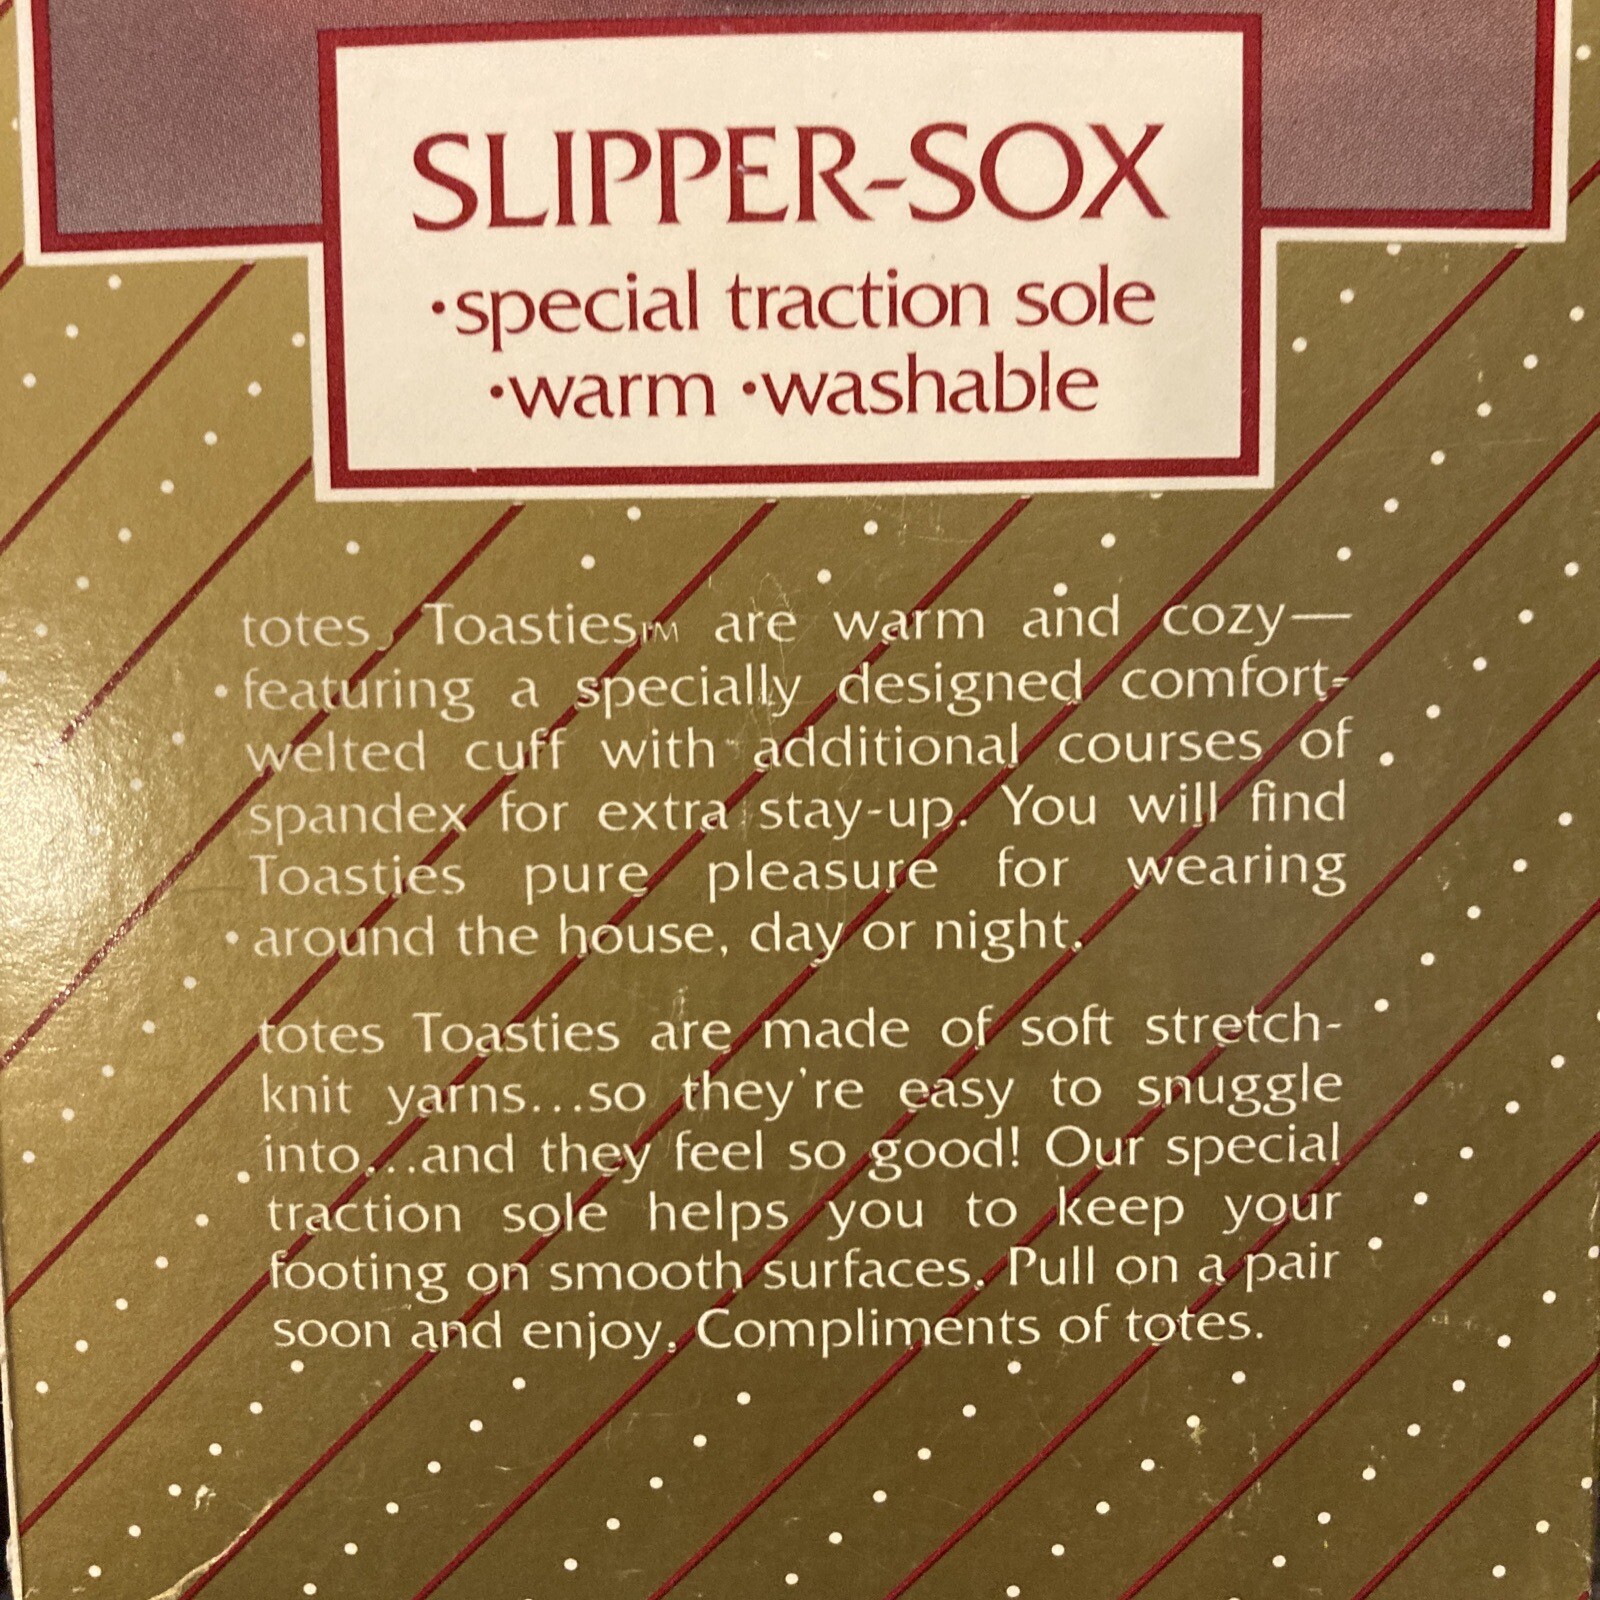 SLIPPER-SOX
•special traction sole
•warm •washable
totes Toasties™ are warm and cozy—
featuring a specially designed comfort-
welted cuff with additional courses of
spandex for extra stay-up. You will find
Toasties pure pleasure for wearing
around the house, day or night.
totes Toasties are made of soft stretch-
knit yarns...so they're easy to snuggle
into...and they feel so good! Our special
traction sole helps you to keep your
footing on smooth surfaces. Pull on a pair
soon and enjoy. Compliments of totes.